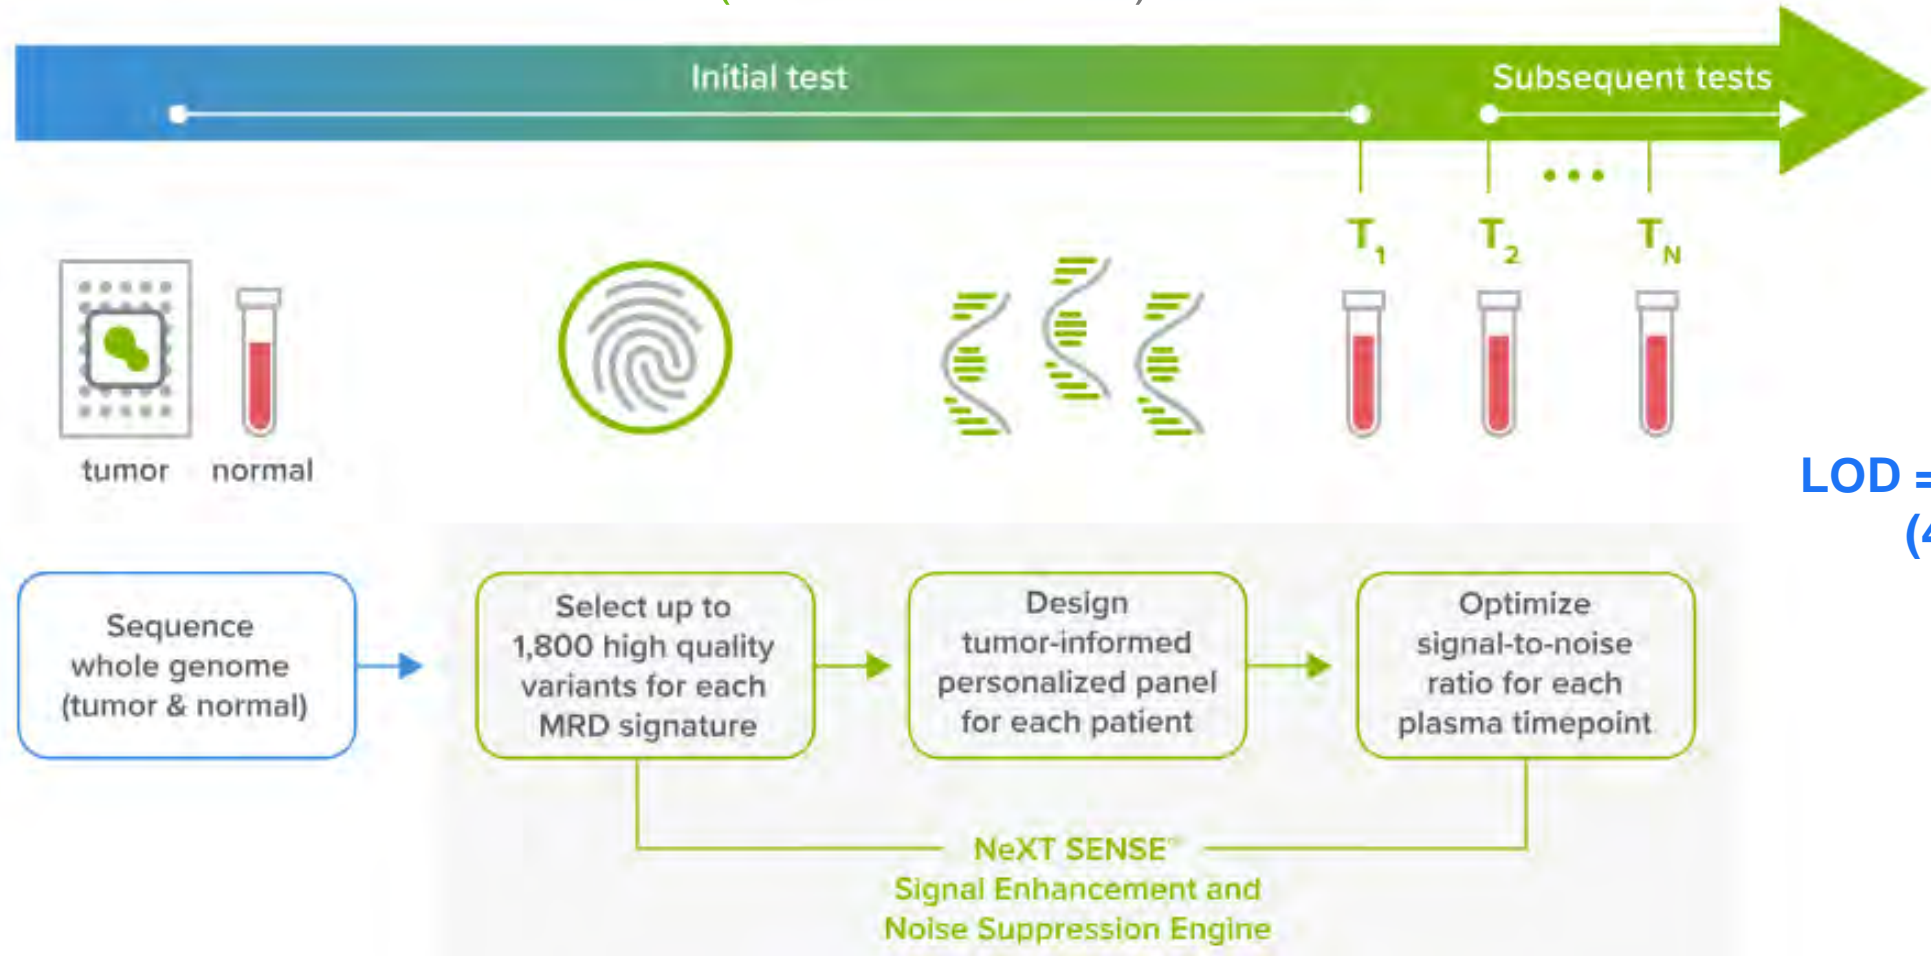 Initial test
Subsequent tests
T1
T2
TN
tumor
normal
LOD =
(4
Sequence
whole genome
(tumor & normal)
Select up to
1,800 high quality
variants for each
MRD signature
Design
tumor-informed
personalized panel
for each patient
Optimize
signal-to-noise
ratio for each
plasma timepoint
NeXT SENSE™
Signal Enhancement and
Noise Suppression Engine